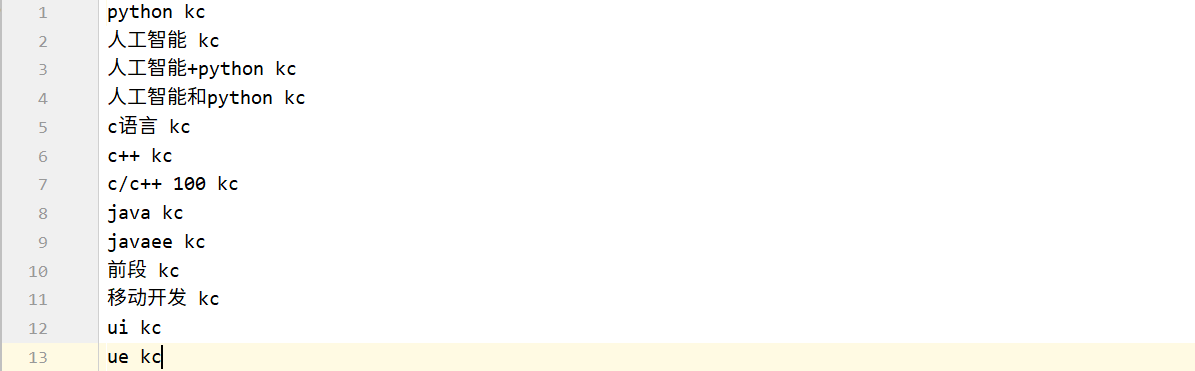 1 python kc
2 人工智能 kc
3 人工智能+python kc
4 人工智能和python kc
5 c语言 kc
6 c++ kc
7 c/c++ 100 kc
8 java kc
9 javaee kc
10 前段 kc
11 移动开发 kc
12 ui kc
13 ue kc